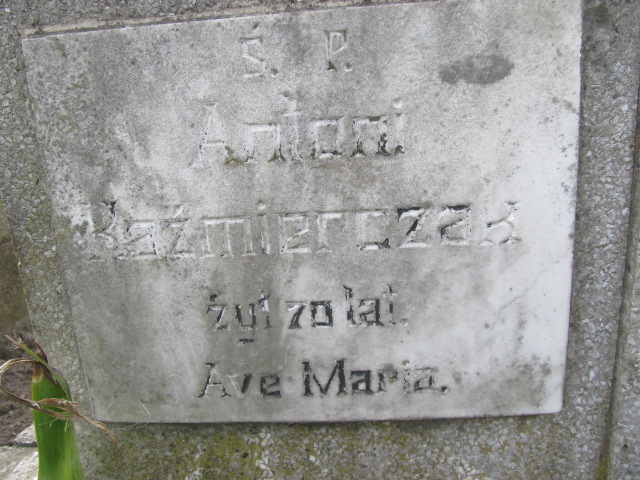 Ś. P.
Antoni
Kaźmierczak
żył 70 lat.
Ave Maria.